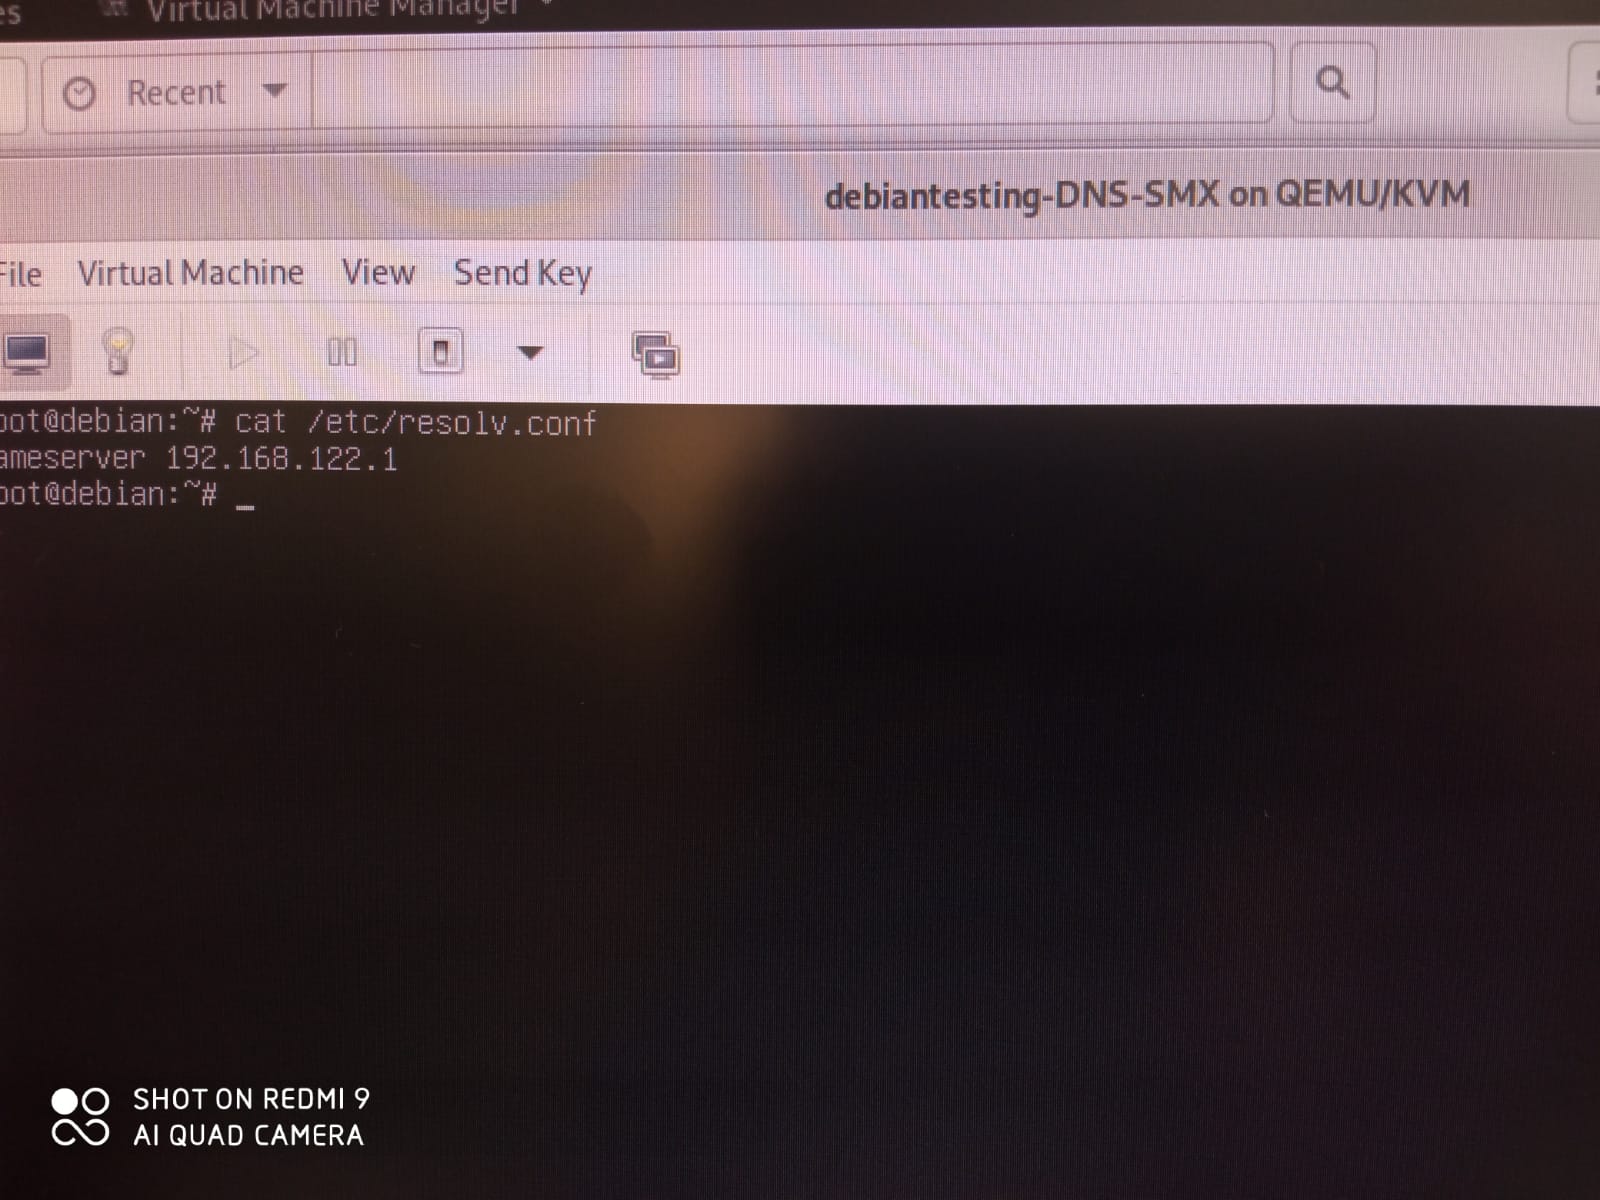 es Virtual Machine Manager
Recent
debiantesting-DNS-SMX on QEMU/KVM
File Virtual Machine View Send Key
oot@debian:~# cat /etc/resolv.conf
ameserver 192.168.122.1
oot@debian:~# _
SHOT ON REDMI 9
AI QUAD CAMERA